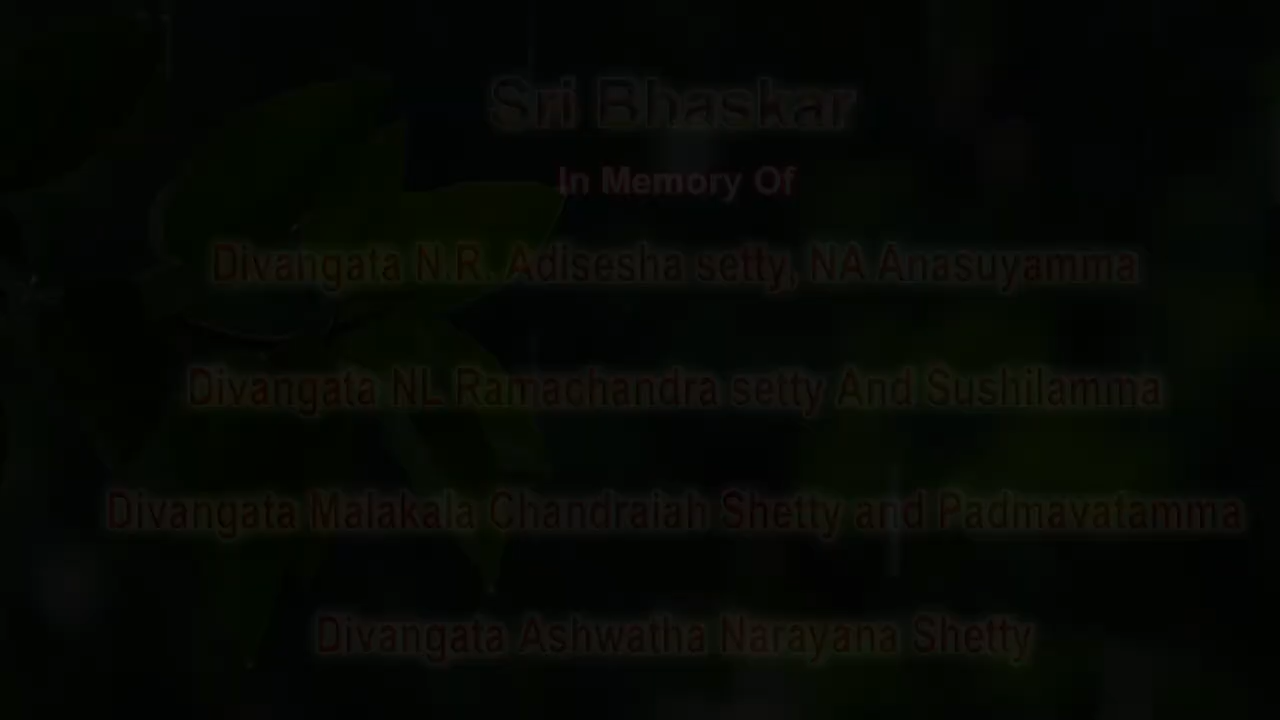 Sri Bhaskar
In Memory Of
Divangata N.R. Adisesha setty, NA Anasuyamma
Divangata NL Ramachandra setty And Sushilamma
Divangata Malakala Chandraiah Shetty and Padmavatamma
Divangata Ashwatha Narayana Shetty